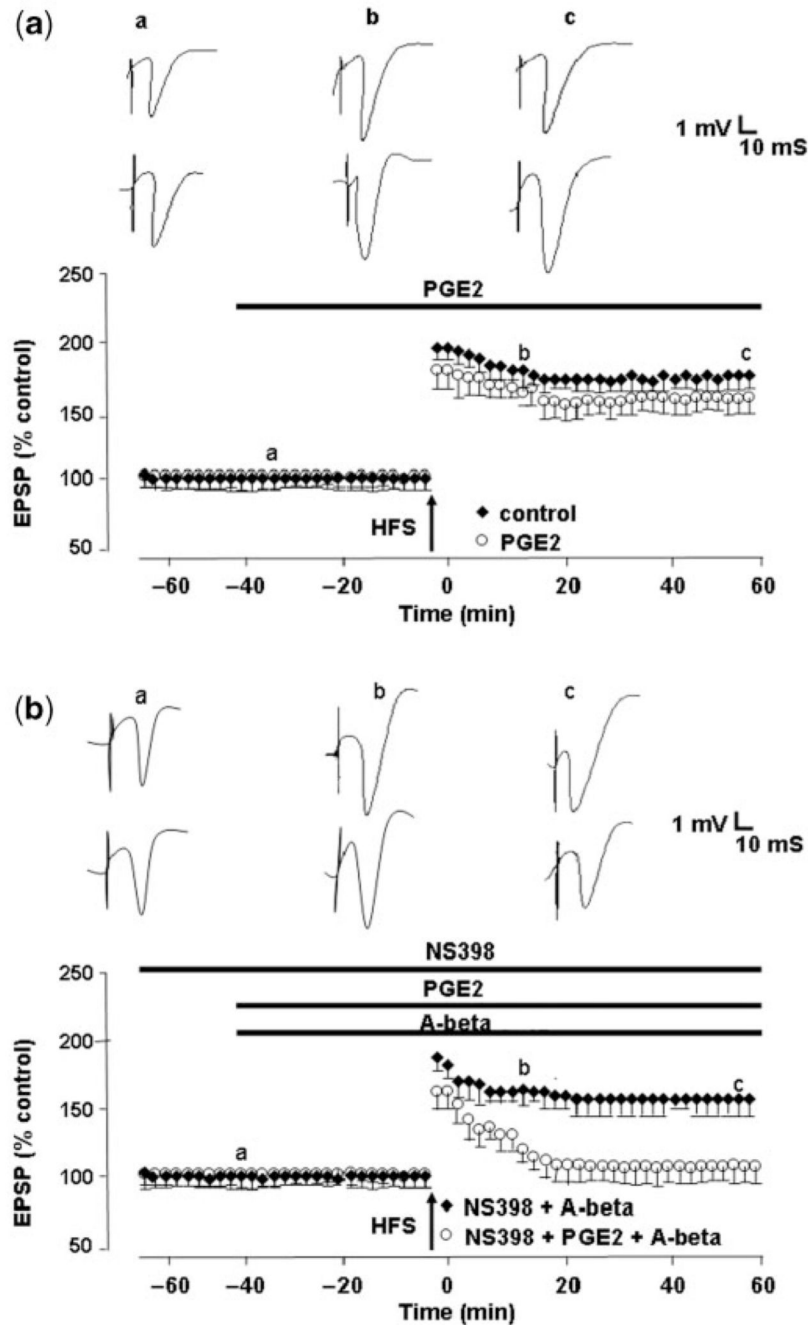 (a)
a b c
1 mV
10 mS
250
200
150
100
50
EPSP (% control)
PGE2
b
c
a
HFS
control
PGE2
–60 –40 –20 0 20 40 60
Time (min)
(b)
a b c
1 mV
10 mS
250
200
150
100
50
EPSP (% control)
NS398
PGE2
A-beta
b
c
a
HFS
NS398 + A-beta
NS398 + PGE2 + A-beta
–60 –40 –20 0 20 40 60
Time (min)